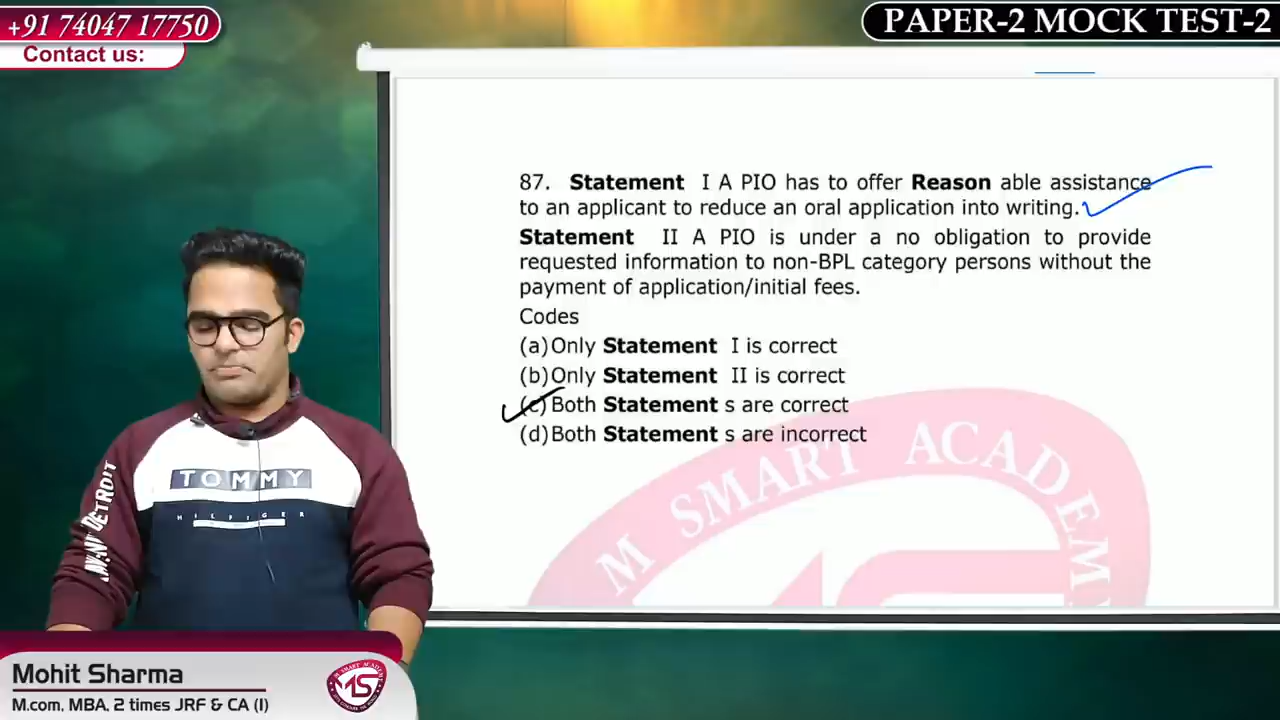 +91 74047 17750
Contact us:
PAPER-2 MOCK TEST-2
87. Statement I A PIO has to offer Reason able assistance
to an applicant to reduce an oral application into writing.
Statement II A PIO is under a no obligation to provide
requested information to non-BPL category persons without the
payment of application/initial fees.
Codes
(a) Only Statement I is correct
(b) Only Statement II is correct
(c) Both Statement s are correct
(d) Both Statement s are incorrect
M SMART ACADEMY
TOMMY
HILFIGER
DETROIT
Mohit Sharma
M.com, MBA, 2 times JRF & CA (I)
M SMART ACADEMY
MS